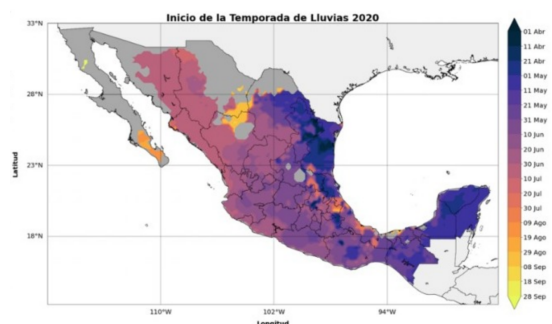 Inicio de la Temporada de Lluvias 2020
33°N
28°N
23°N
18°N
Latitud
110°W
102°W
94°W
Longitud
01 Abr
11 Abr
21 Abr
01 May
11 May
21 May
31 May
10 Jun
20 Jun
30 Jun
10 Jul
20 Jul
30 Jul
09 Ago
19 Ago
29 Ago
08 Sep
18 Sep
28 Sep